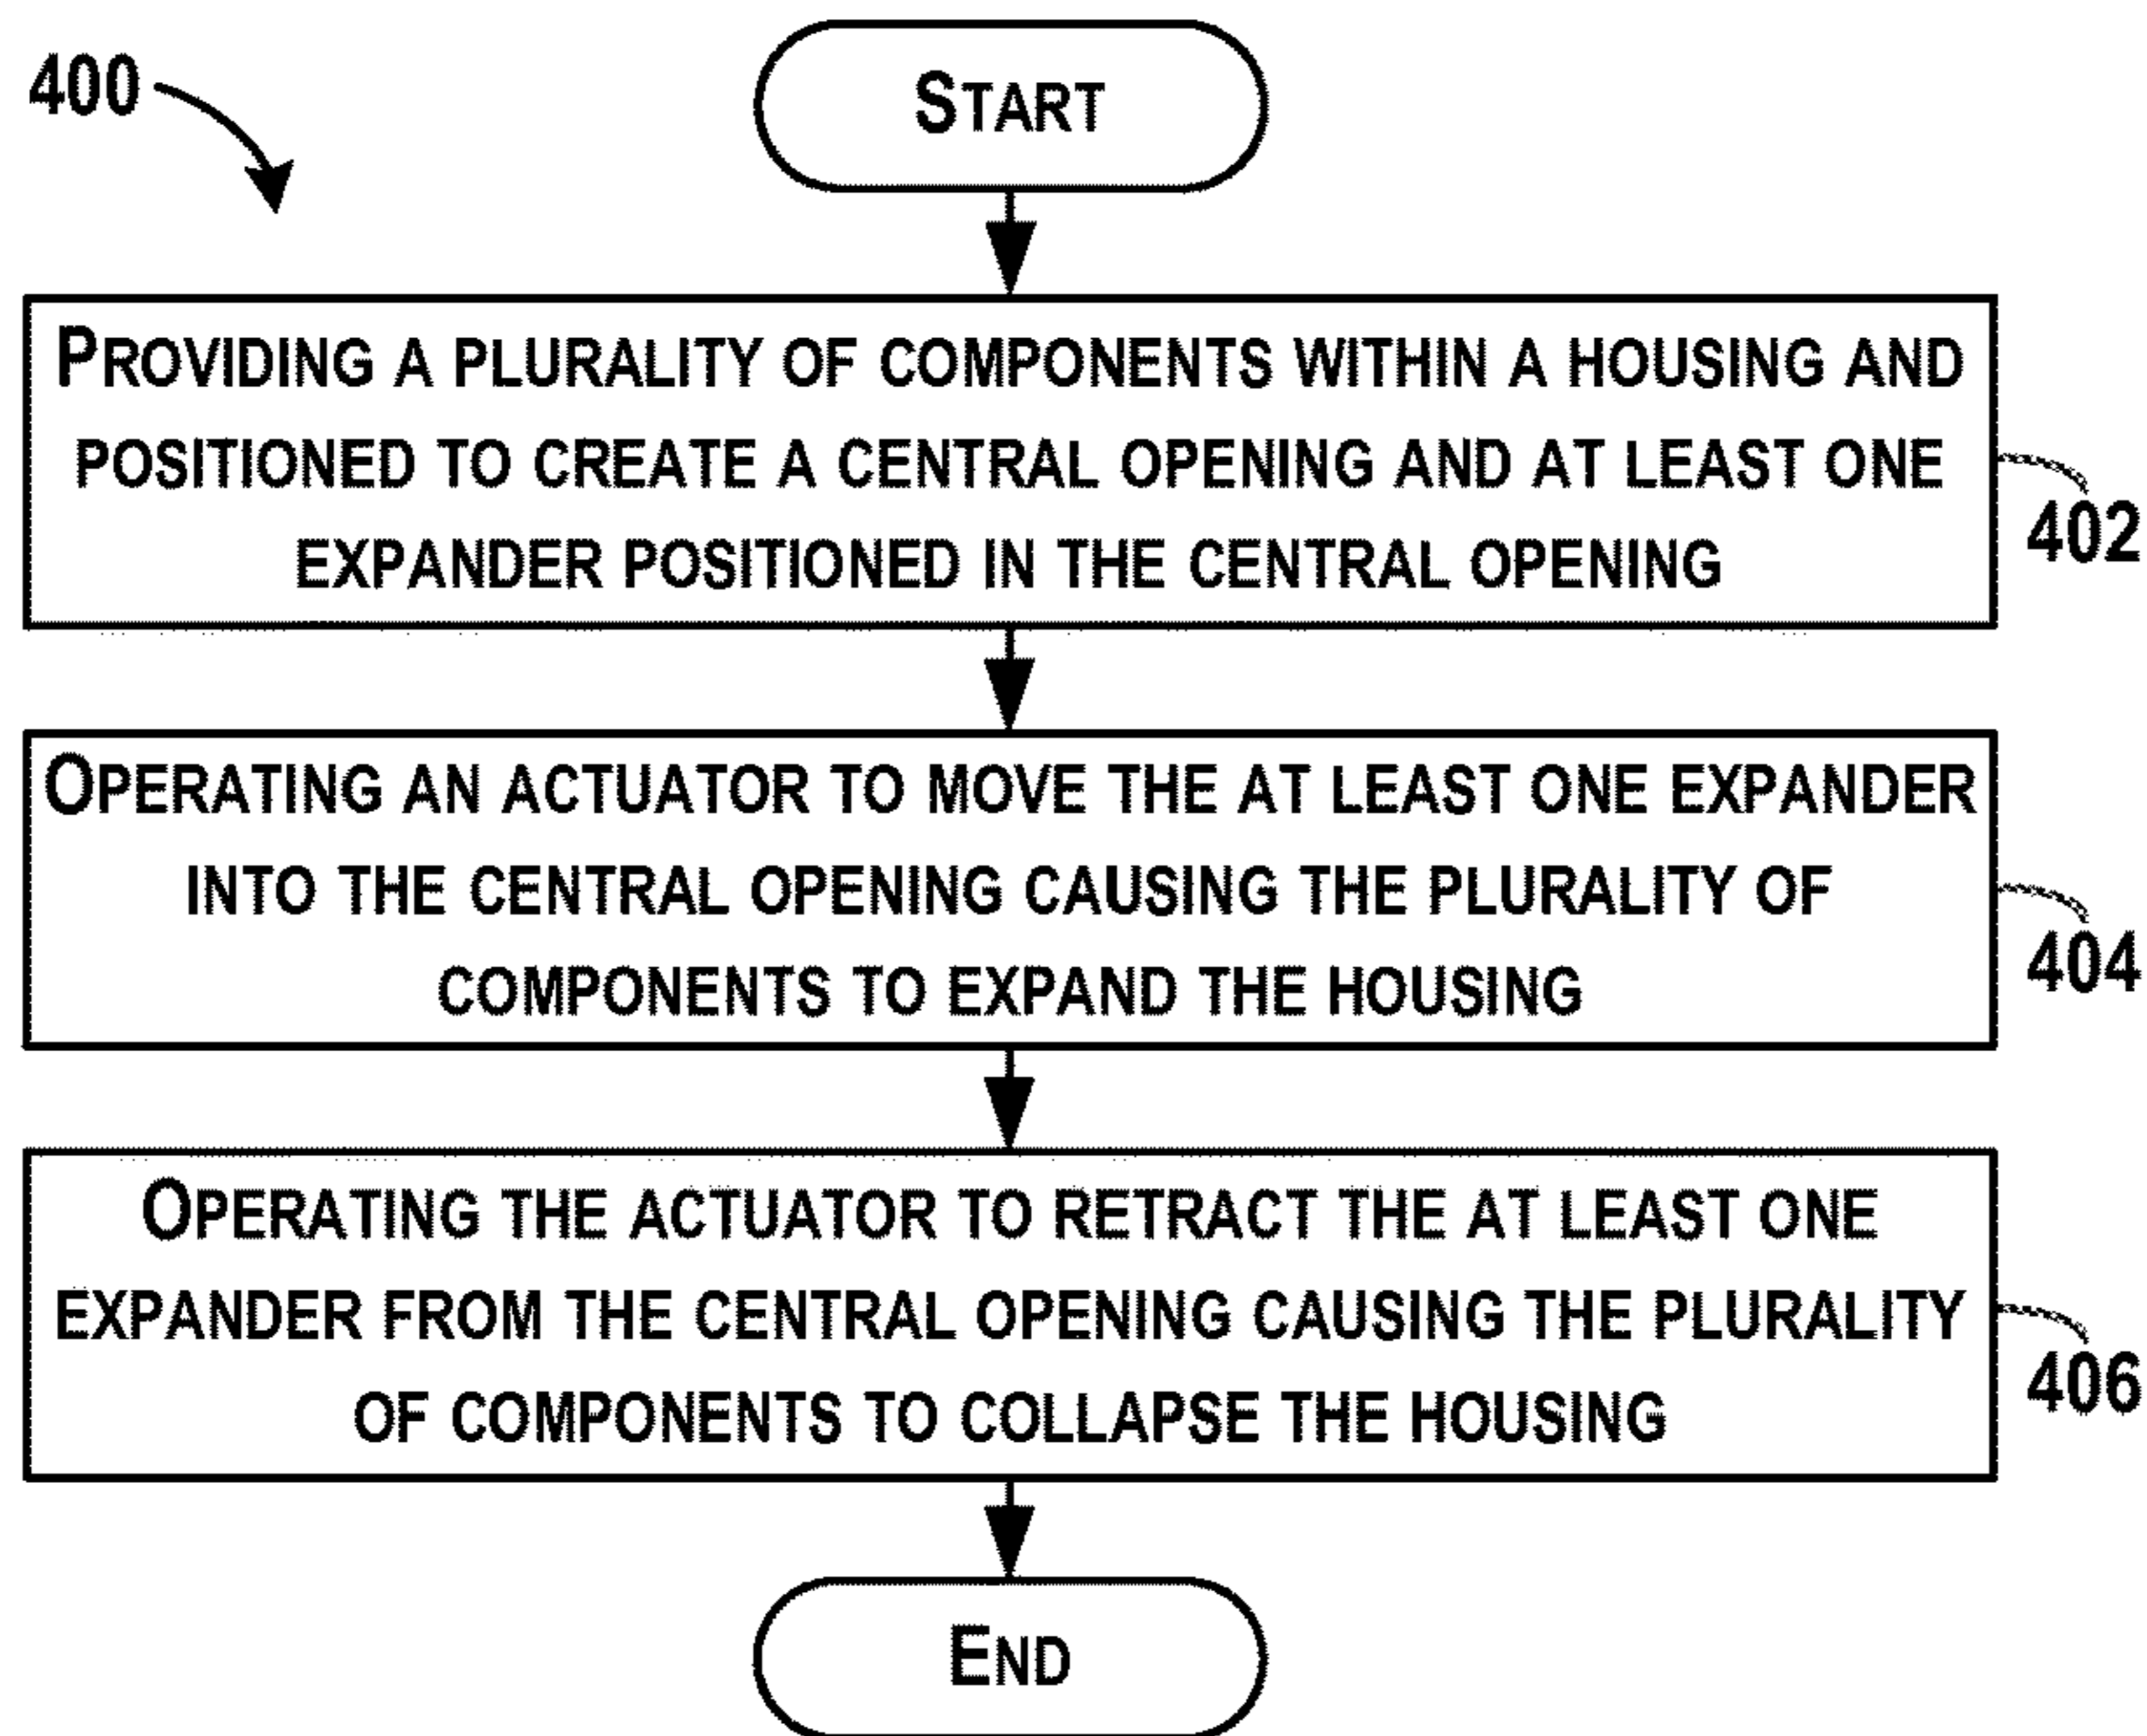 400
START
PROVIDING A PLURALITY OF COMPONENTS WITHIN A HOUSING AND
POSITIONED TO CREATE A CENTRAL OPENING AND AT LEAST ONE
EXPANDER POSITIONED IN THE CENTRAL OPENING
402
OPERATING AN ACTUATOR TO MOVE THE AT LEAST ONE EXPANDER
INTO THE CENTRAL OPENING CAUSING THE PLURALITY OF
COMPONENTS TO EXPAND THE HOUSING
404
OPERATING THE ACTUATOR TO RETRACT THE AT LEAST ONE
EXPANDER FROM THE CENTRAL OPENING CAUSING THE PLURALITY
OF COMPONENTS TO COLLAPSE THE HOUSING
406
END